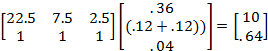 [22.5 7.5 2.5
1 1 1] [.36
(.12+.12))
.04] = [10
.64]